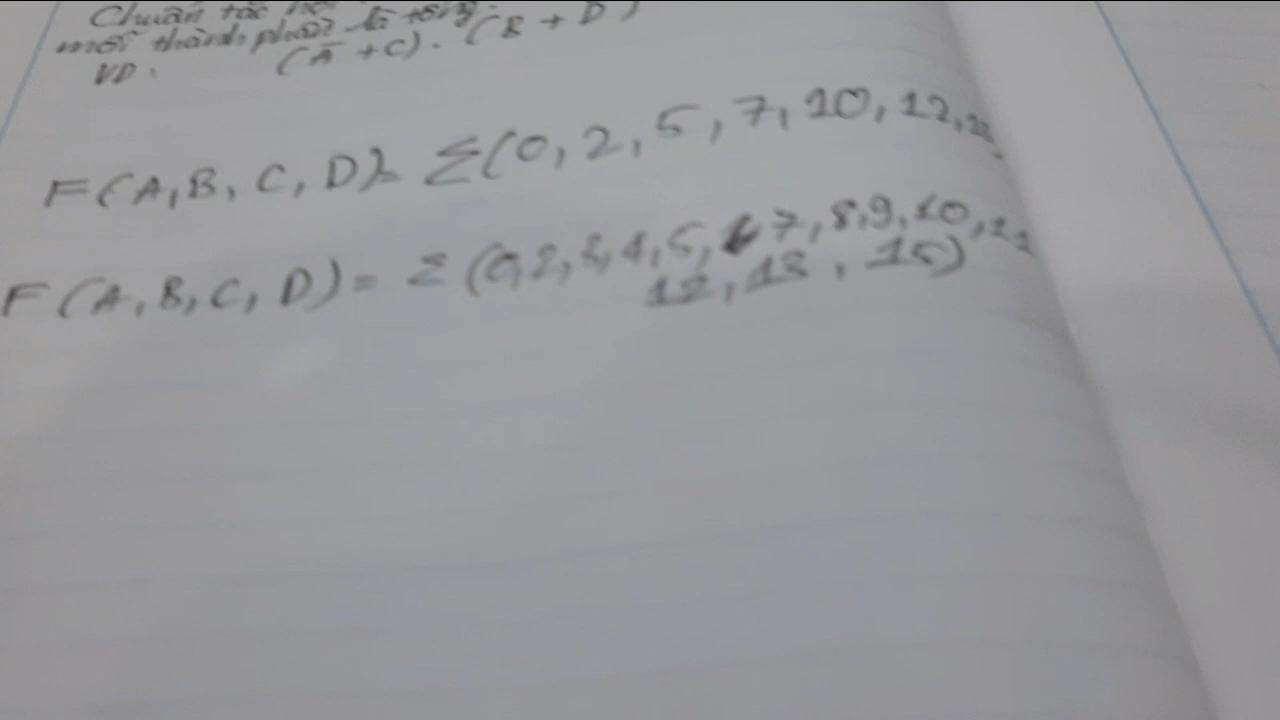 Chuẩn tắc
mỗi thành phần là tổng.
VD: (A̅ + C) . (B + D)
F(A, B, C, D) = Σ(0, 2, 5, 7, 10, 12,
F(A, B, C, D) = Σ (0, 2, 3, 4, 5, 7, 8, 9, 10, 11
12, 13, 15)